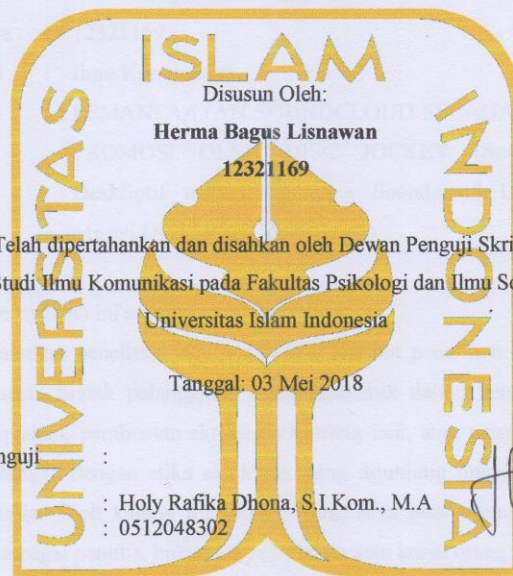 ISLAM
UNIVERSITAS
INDONESIA
Disusun Oleh:
Herma Bagus Lisnawan
12321169
Telah dipertahankan dan disahkan oleh Dewan Penguji Skri
Studi Ilmu Komunikasi pada Fakultas Psikologi dan Ilmu So
Universitas Islam Indonesia
Tanggal: 03 Mei 2018
nguji :
: Holy Rafika Dhona, S.I.Kom., M.A
: 0512048302